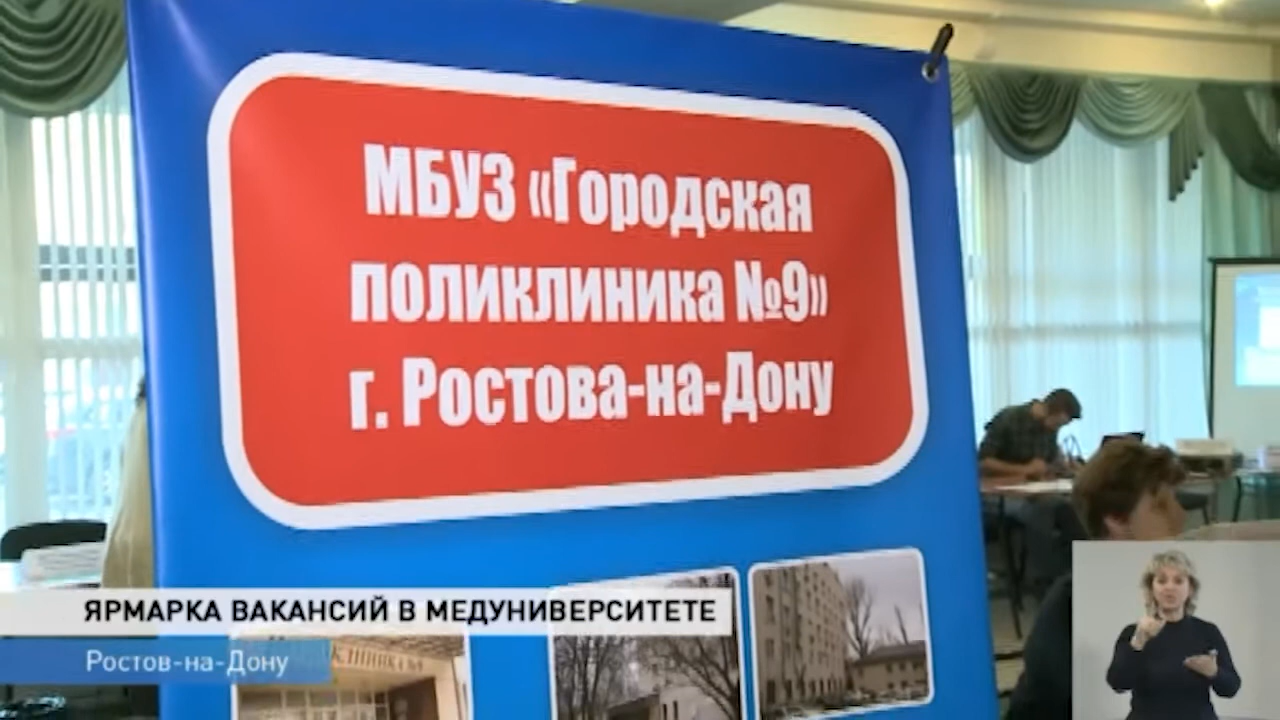 МБУЗ «Городская
поликлиника №9»
г. Ростова-на-Дону
ЯРМАРКА ВАКАНСИЙ В МЕДУНИВЕРСИТЕТЕ
Ростов-на-Дону